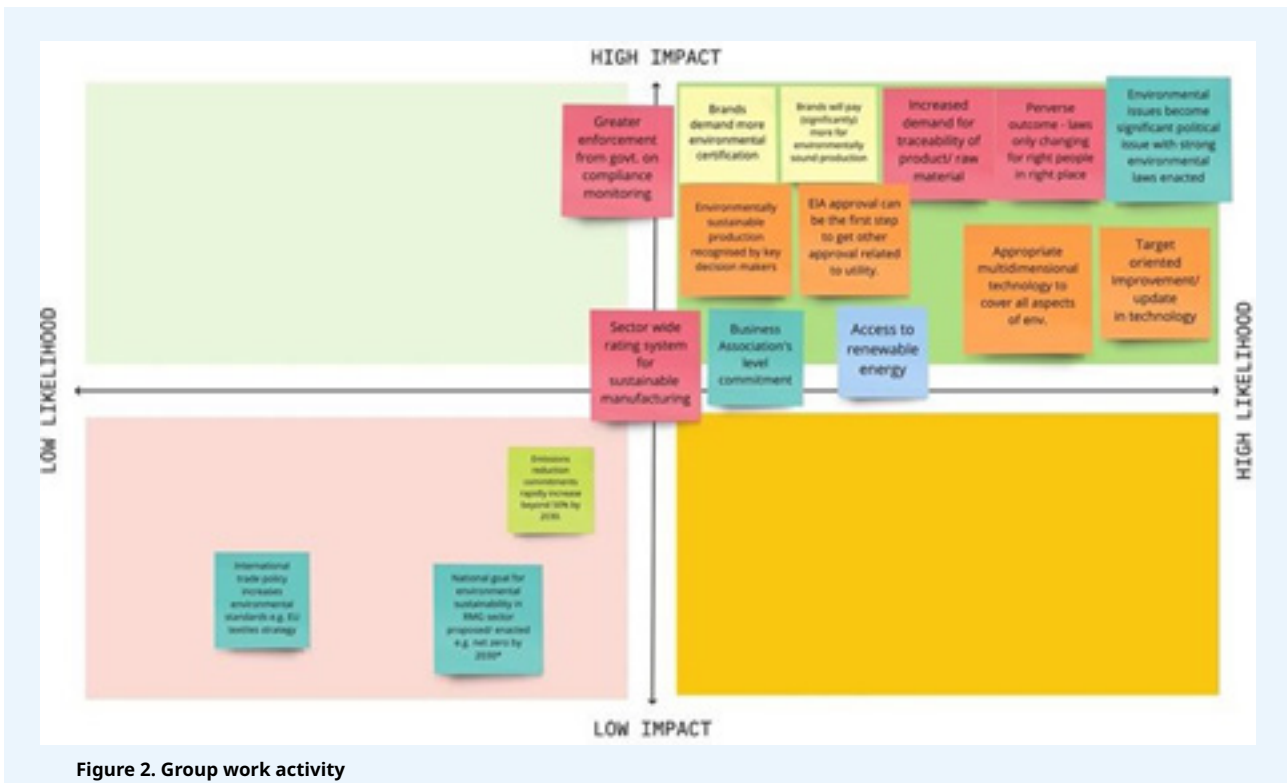 HIGH IMPACT
Greater
enforcement
from govt. on
compliance
monitoring
Brands
demand more
environmental
certification
Brands will pay
(significantly)
more for
environmentally
sound production
Increased
demand for
traceability of
product/ raw
material
Perverse
outcome - laws
only changing
for right people
in right place
Environmental
issues become
significant political
issue with strong
environmental
laws enacted
Environmentally
sustainable
production
recognised by key
decision makers
EIA approval can
be the first step
to get other
approval related
to utility.
Appropriate
multidimensional
technology to
cover all aspects
of env.
Target
oriented
Improvement/
update
in technology
Sector wide
rating system
for
sustainable
manufacturing
Business
Association's
level
commitment
Access to
renewable
energy
LOW LIKELIHOOD
HIGH LIKELIHOOD
Emissions
reduction
commitments
rapidly increase
beyond 50% by
2030
International
trade policy
increases
environmental
standards e.g. EU
textiles strategy
National goal for
environmental
sustainability in
RMG sector
proposed/ enacted
e.g. net zero by
2030*
LOW IMPACT
Figure 2. Group work activity